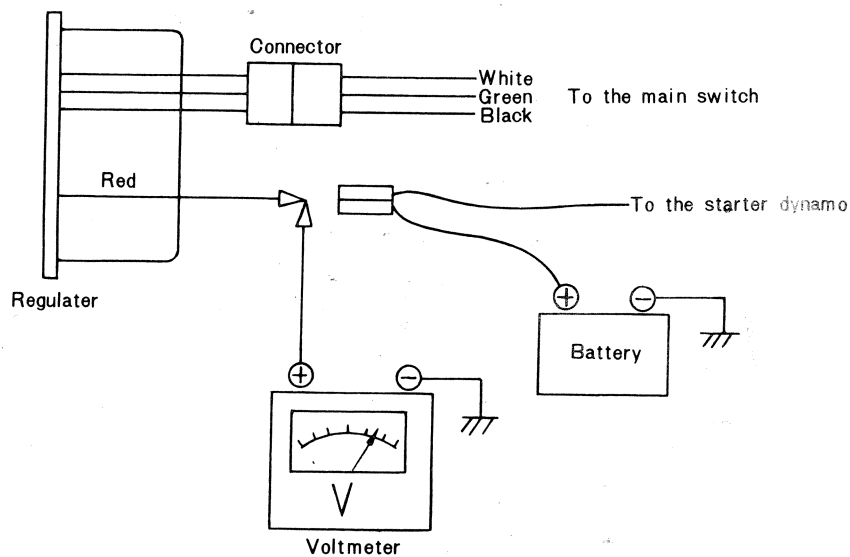 Connector
White
Green
Black
To the main switch
Red
To the starter dynamo
Regulater
+
−
Battery
+
−
V
Voltmeter